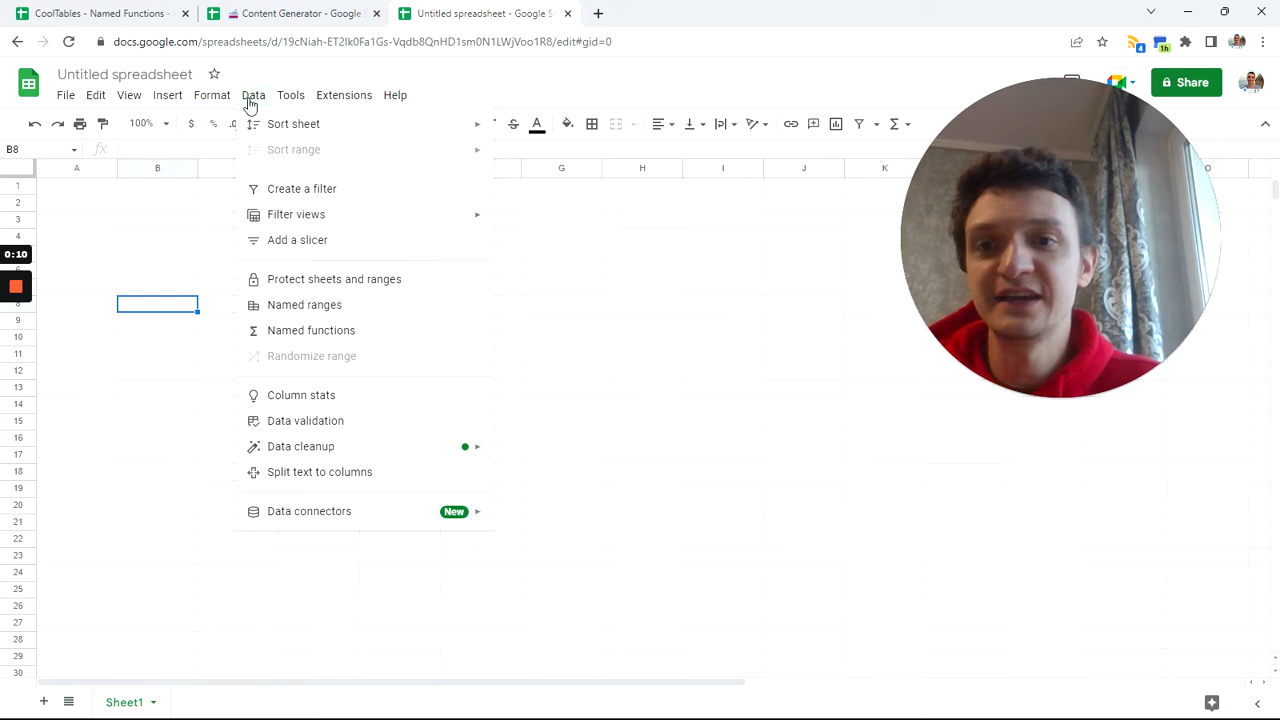 CoolTables - Named Functions -
Content Generator - Google
Untitled spreadsheet - Google S
docs.google.com/spreadsheets/d/19cNiah-ET2lk0Fa1Gs-Vqdb8QnHD1sm0N1LWjVoo1R8/edit#gid=0
4
1h
Untitled spreadsheet
File Edit View Insert Format Data Tools Extensions Help
Share
100% $ % .0
B8
A B G H I J K O
1
2
3
4
9
10
11
12
13
14
15
16
17
18
19
20
21
22
23
24
25
26
27
28
29
30
0:10
Sort sheet
Sort range
Create a filter
Filter views
Add a slicer
Protect sheets and ranges
Named ranges
Named functions
Randomize range
Column stats
Data validation
Data cleanup
Split text to columns
Data connectors New
Sheet1